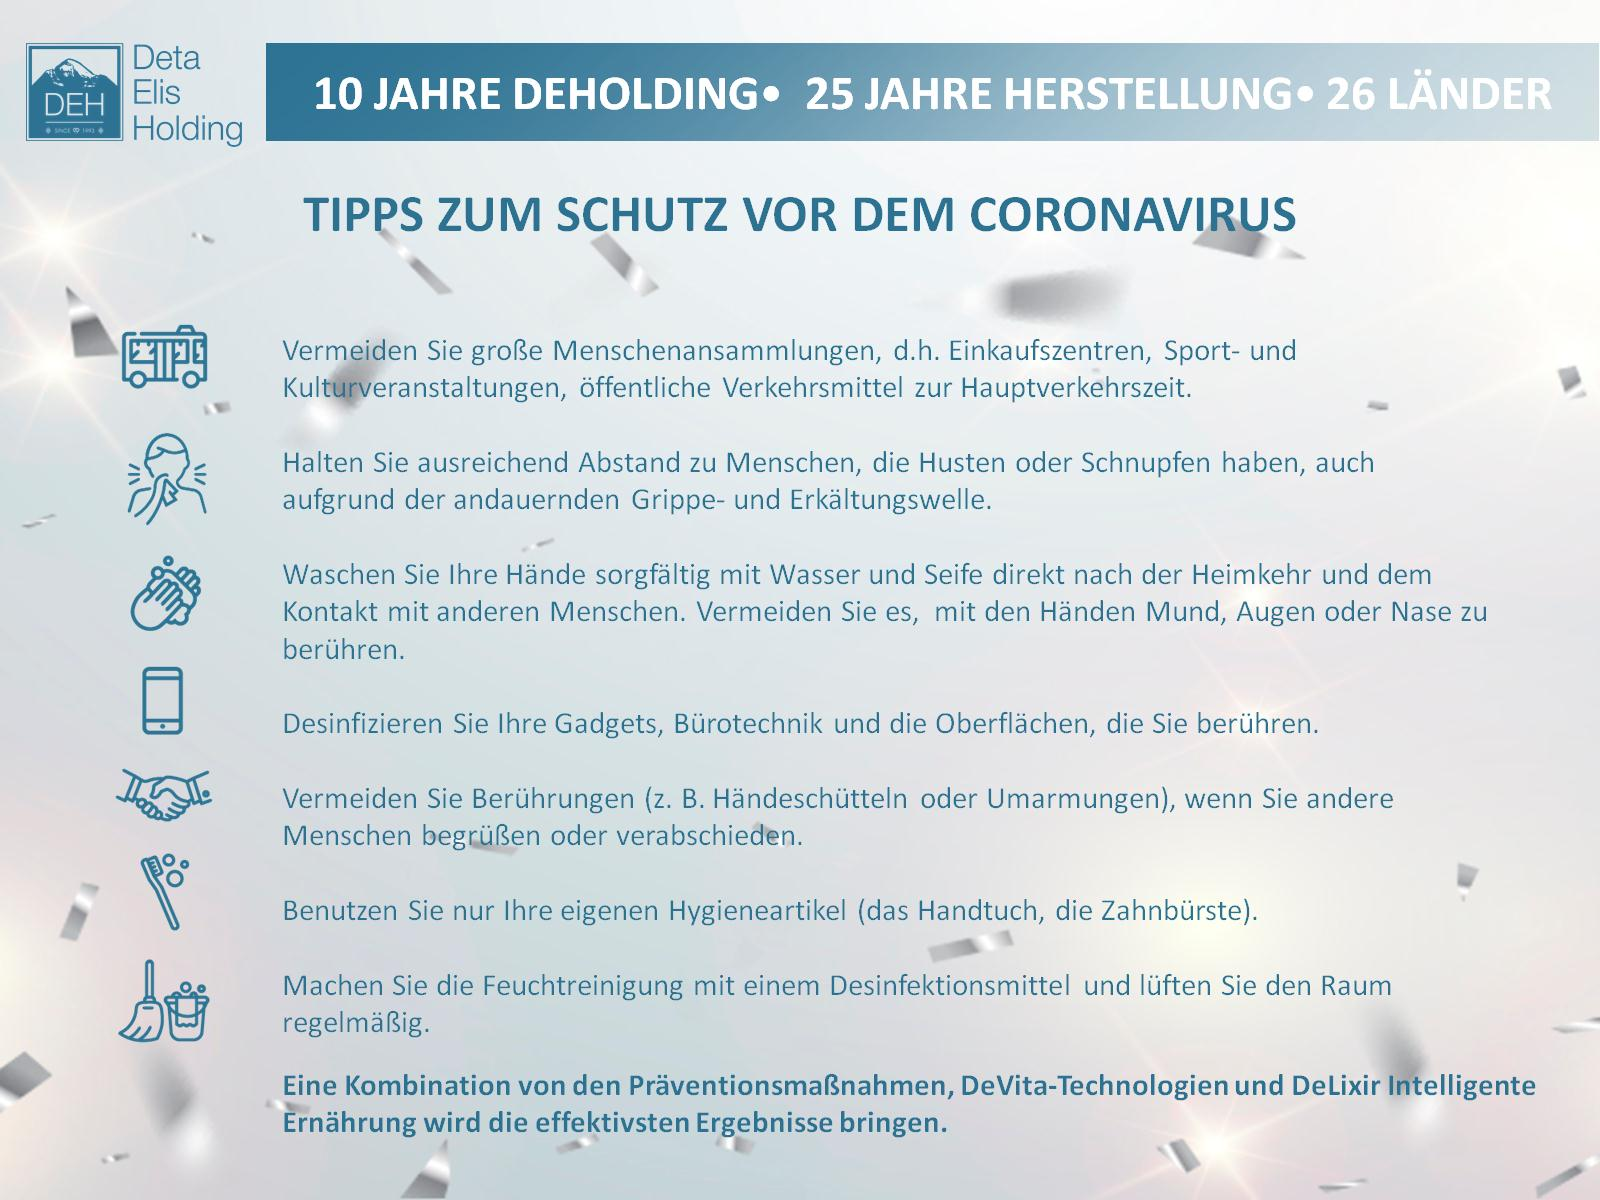 Deta
Elis
Holding
DEH
SINCE 1993
10 JAHRE DEHOLDING• 25 JAHRE HERSTELLUNG• 26 LÄNDER
TIPPS ZUM SCHUTZ VOR DEM CORONAVIRUS
Vermeiden Sie große Menschenansammlungen, d.h. Einkaufszentren, Sport- und
Kulturveranstaltungen, öffentliche Verkehrsmittel zur Hauptverkehrszeit.
Halten Sie ausreichend Abstand zu Menschen, die Husten oder Schnupfen haben, auch
aufgrund der andauernden Grippe- und Erkältungswelle.
Waschen Sie Ihre Hände sorgfältig mit Wasser und Seife direkt nach der Heimkehr und dem
Kontakt mit anderen Menschen. Vermeiden Sie es, mit den Händen Mund, Augen oder Nase zu
berühren.
Desinfizieren Sie Ihre Gadgets, Bürotechnik und die Oberflächen, die Sie berühren.
Vermeiden Sie Berührungen (z. B. Händeschütteln oder Umarmungen), wenn Sie andere
Menschen begrüßen oder verabschieden.
Benutzen Sie nur Ihre eigenen Hygieneartikel (das Handtuch, die Zahnbürste).
Machen Sie die Feuchtreinigung mit einem Desinfektionsmittel und lüften Sie den Raum
regelmäßig.
Eine Kombination von den Präventionsmaßnahmen, DeVita-Technologien und DeLixir Intelligente
Ernährung wird die effektivsten Ergebnisse bringen.